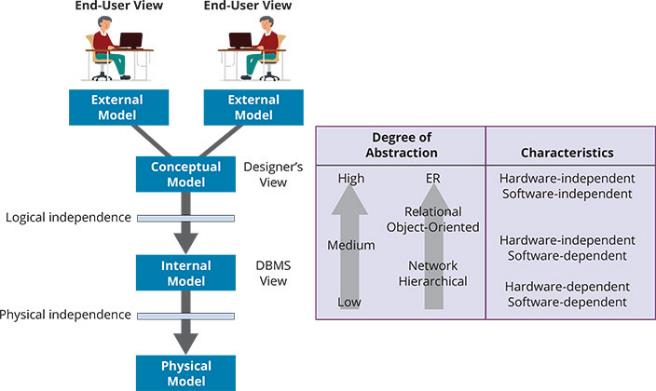 End-User View
End-User View
External
Model
External
Model
Conceptual
Model
Designer's
View
Logical independence
Internal
Model
DBMS
View
Physical independence
Physical
Model
Degree of
Abstraction
Characteristics
High
ER
Hardware-independent
Software-independent
Relational
Object-Oriented
Medium
Hardware-independent
Software-dependent
Network
Hierarchical
Low
Hardware-dependent
Software-dependent